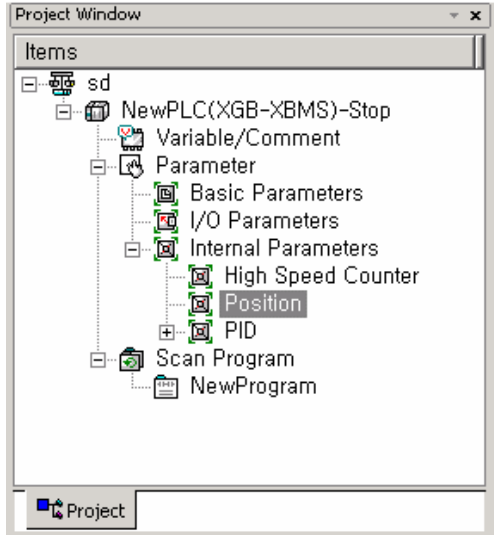 Project Window
Items
sd
NewPLC(XGB-XBMS)-Stop
Variable/Comment
Parameter
Basic Parameters
I/O Parameters
Internal Parameters
High Speed Counter
Position
PID
Scan Program
NewProgram
Project